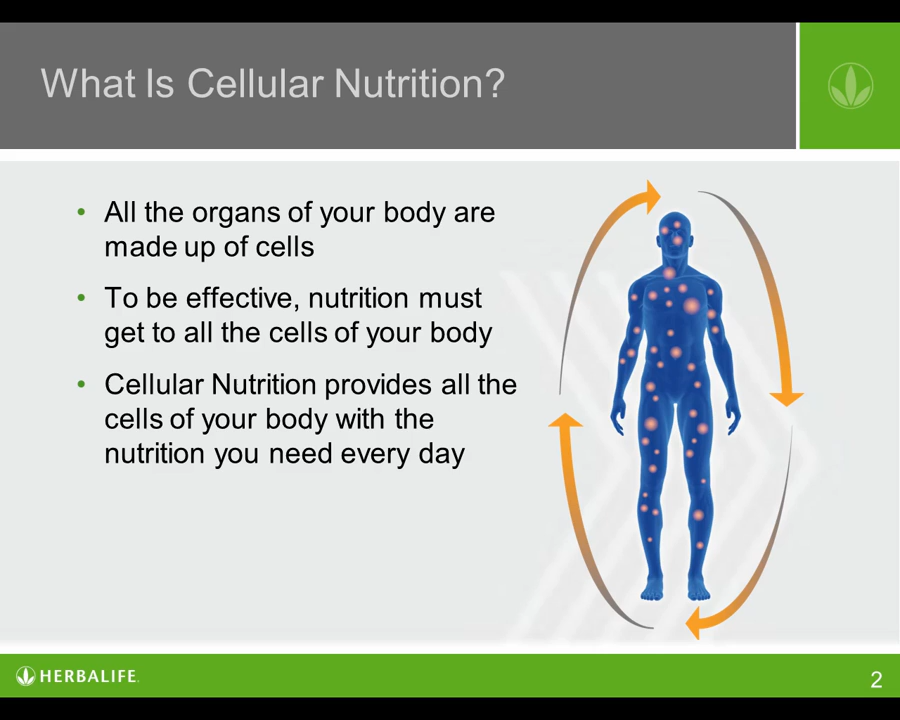 What Is Cellular Nutrition?
• All the organs of your body are
made up of cells
• To be effective, nutrition must
get to all the cells of your body
• Cellular Nutrition provides all the
cells of your body with the
nutrition you need every day
HERBALIFE.
2